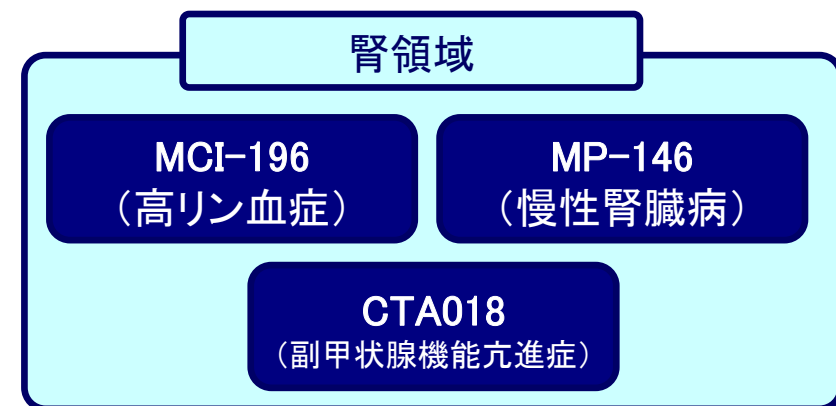 腎領域
MCI-196
（高リン血症）
MP-146
（慢性腎臓病）
CTA018
（副甲状腺機能亢進症）